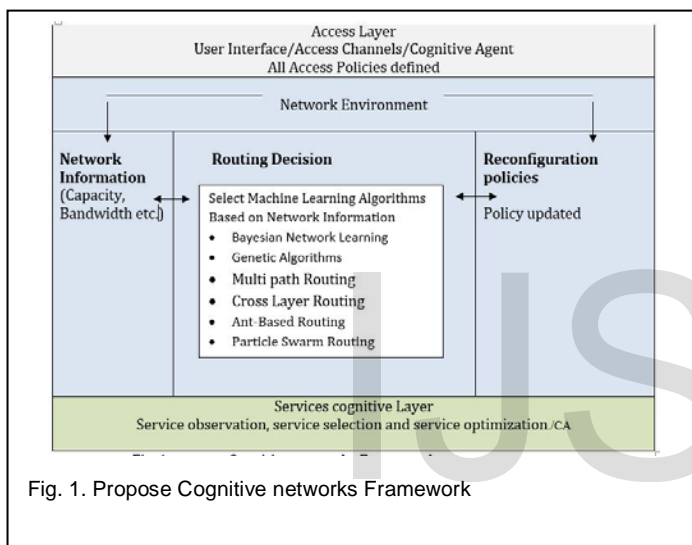 Access Layer
User Interface/Access Channels/Cognitive Agent
All Access Policies defined
Network Environment
Network
Information
(Capacity,
Bandwidth etc.)
Routing Decision
Select Machine Learning Algorithms
Based on Network Information
• Bayesian Network Learning
• Genetic Algorithms
• Multi path Routing
• Cross Layer Routing
• Ant-Based Routing
• Particle Swarm Routing
Reconfiguration
policies
Policy updated
Services cognitive Layer
Service observation, service selection and service optimization./CA
Fig. 1. Propose Cognitive networks Framework
IJS